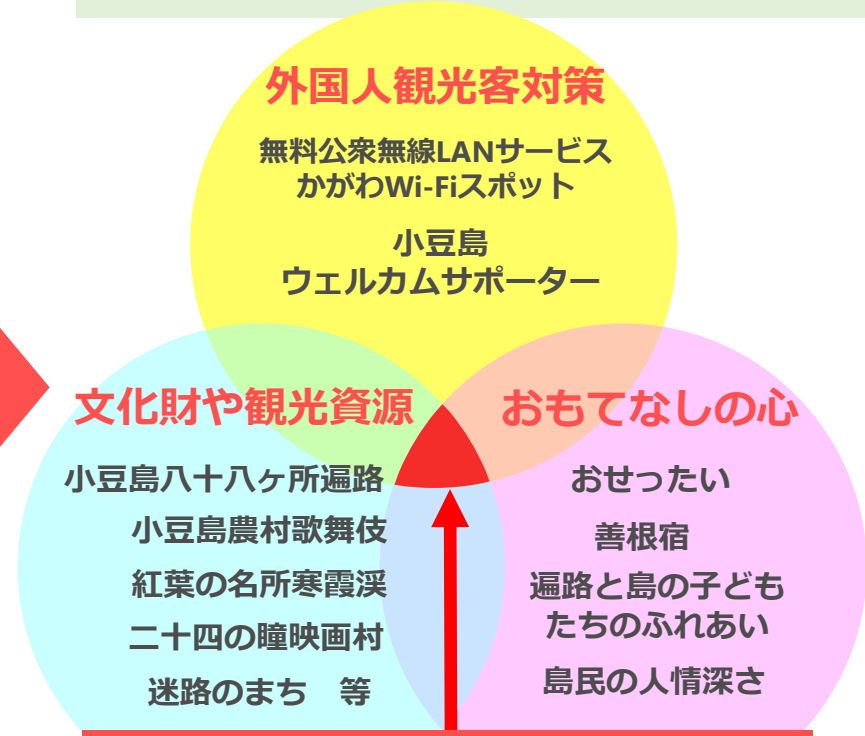 外国人観光客対策
無料公衆無線LANサービス
かがわWi-Fiスポット
小豆島
ウェルカムサポーター
文化財や観光資源
小豆島八十八ヶ所遍路
小豆島農村歌舞伎
紅葉の名所寒霞渓
二十四の瞳映画村
迷路のまち　等
おもてなしの心
おせったい
善根宿
遍路と島の子ども
たちのふれあい
島民の人情深さ